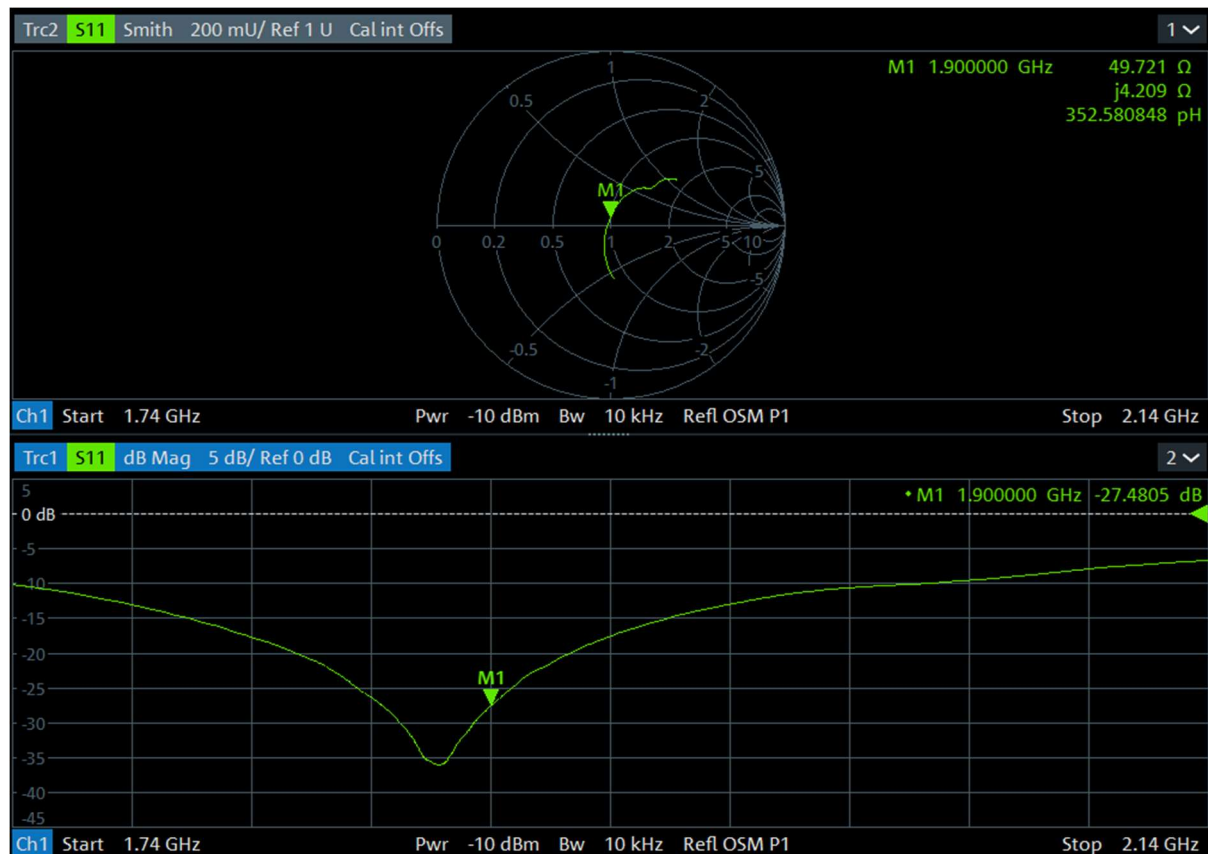 Trc2 S11 Smith 200 mU/ Ref 1 U Cal int Offs 1
M1 1.900000 GHz 49.721 Ω
j4.209 Ω
352.580848 pH
1
0.5 2
5
M1
0 0.2 0.5 1 2 5 10
-5
-0.5 -2
-1
Ch1 Start 1.74 GHz Pwr -10 dBm Bw 10 kHz Refl OSM P1 Stop 2.14 GHz
Trc1 S11 dB Mag 5 dB/ Ref 0 dB Cal int Offs 2
5
M1 1.900000 GHz -27.4805 dB
0 dB
-5
-10
-15
-20
M1
-25
-30
-35
-40
-45
Ch1 Start 1.74 GHz Pwr -10 dBm Bw 10 kHz Refl OSM P1 Stop 2.14 GHz